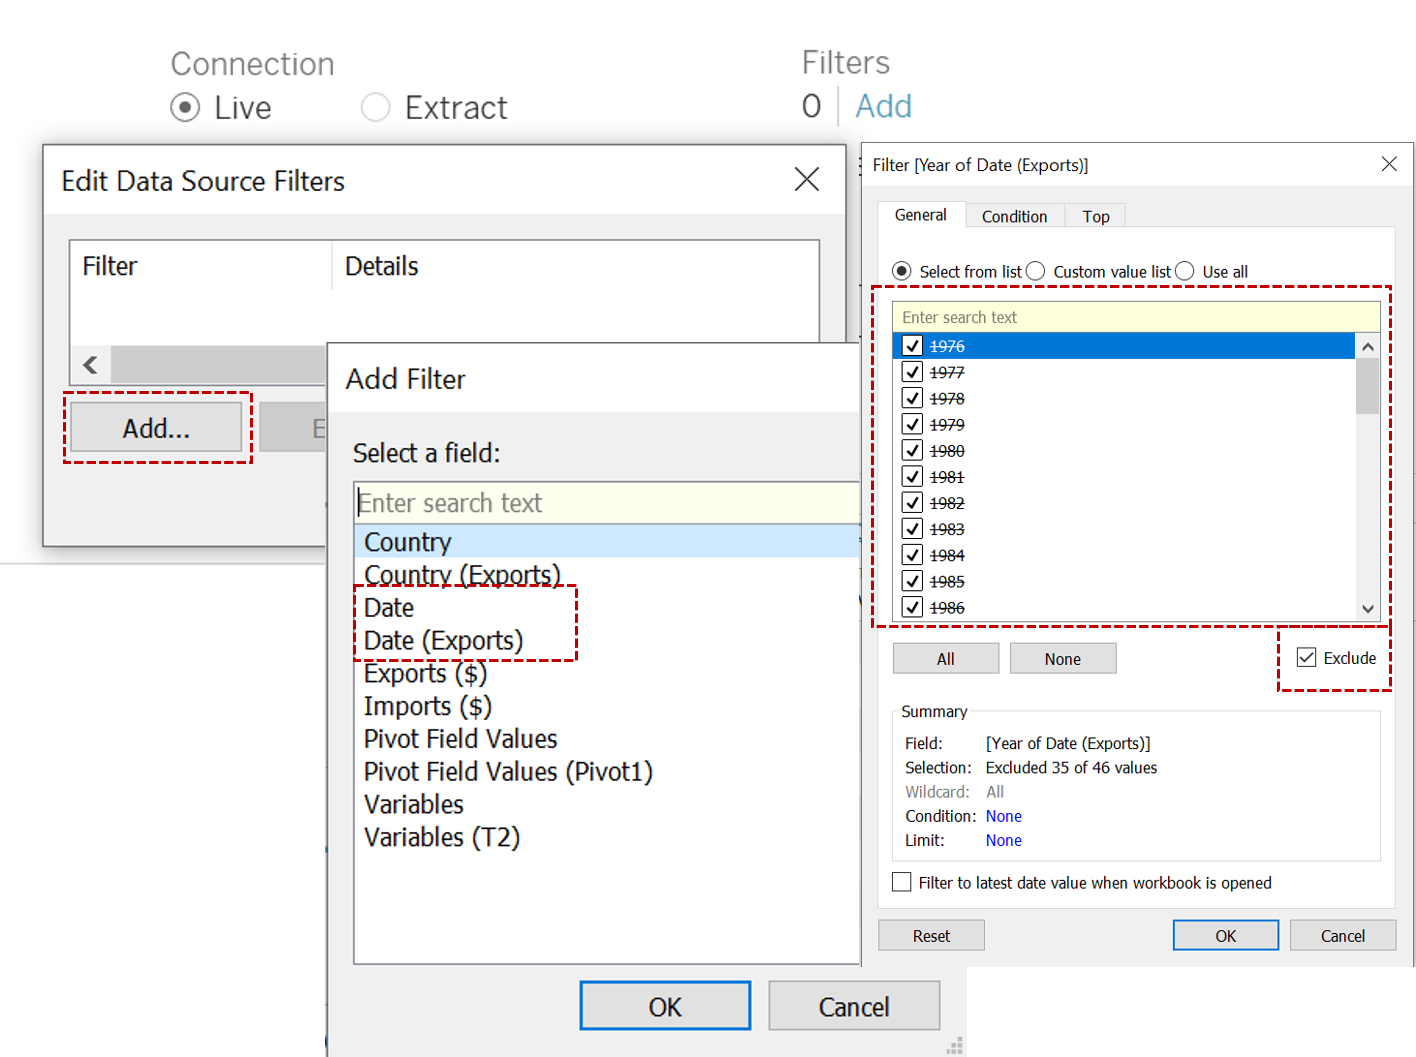 Connection
Live
Extract
Filters
0
Add
Edit Data Source Filters
Filter
Details
Add...
E
Add Filter
Select a field:
Enter search text
Country
Country (Exports)
Date
Date (Exports)
Exports ($)
Imports ($)
Pivot Field Values
Pivot Field Values (Pivot1)
Variables
Variables (T2)
OK
Cancel
Filter [Year of Date (Exports)]
General
Condition
Top
Select from list
Custom value list
Use all
Enter search text
1976
1977
1978
1979
1980
1981
1982
1983
1984
1985
1986
All
None
Exclude
Summary
Field: [Year of Date (Exports)]
Selection: Excluded 35 of 46 values
Wildcard: All
Condition: None
Limit: None
Filter to latest date value when workbook is opened
Reset
OK
Cancel